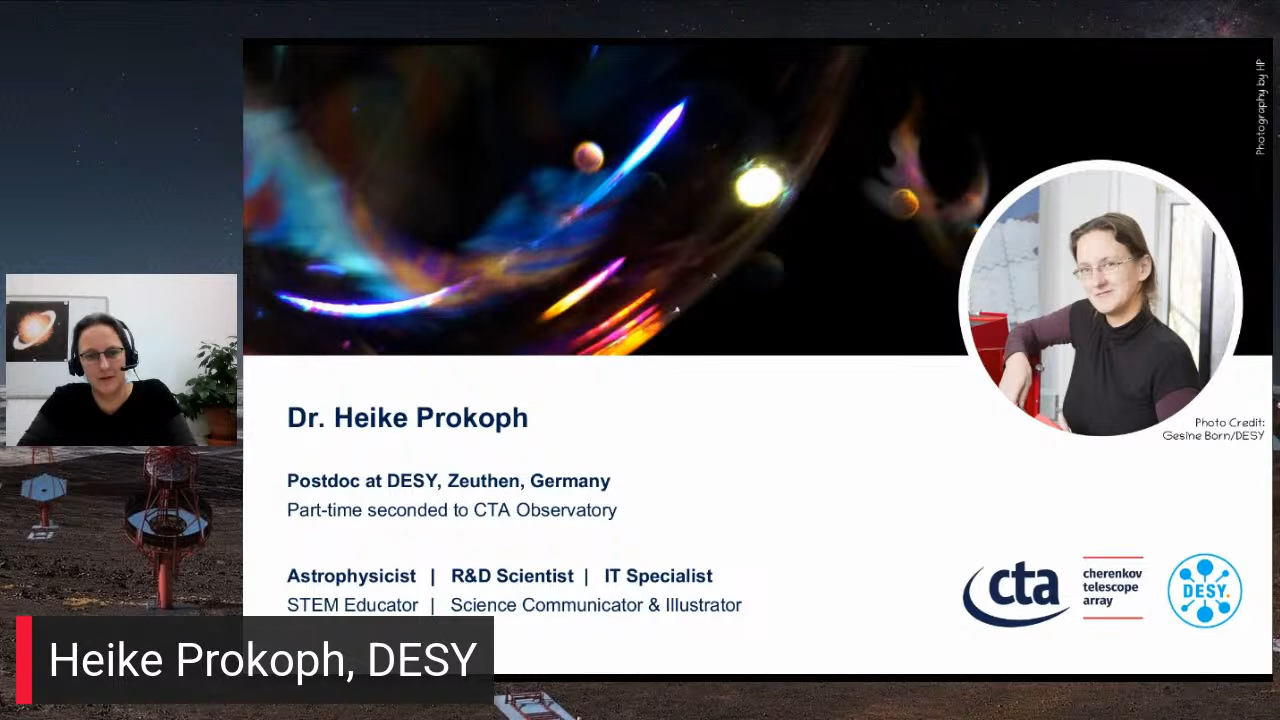 Photography by HP
Photo Credit:
Gesine Born/DESY
Dr. Heike Prokoph
Postdoc at DESY, Zeuthen, Germany
Part-time seconded to CTA Observatory
Astrophysicist | R&D Scientist | IT Specialist
STEM Educator | Science Communicator & Illustrator
cta
cherenkov
telescope
array
DESY.
Heike Prokoph, DESY